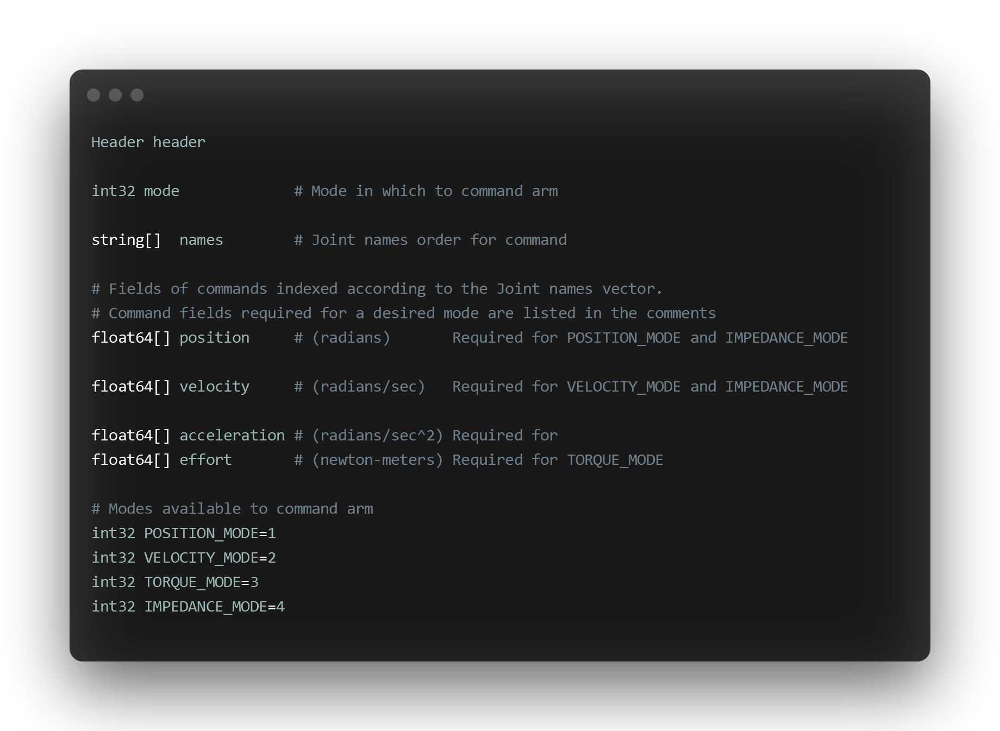 Header header
int32 mode             # Mode in which to command arm
string[]  names        # Joint names order for command
# Fields of commands indexed according to the Joint names vector.
# Command fields required for a desired mode are listed in the comments
float64[] position     # (radians)       Required for POSITION_MODE and IMPEDANCE_MODE
float64[] velocity     # (radians/sec)   Required for VELOCITY_MODE and IMPEDANCE_MODE
float64[] acceleration # (radians/sec^2) Required for
float64[] effort       # (newton-meters) Required for TORQUE_MODE
# Modes available to command arm
int32 POSITION_MODE=1
int32 VELOCITY_MODE=2
int32 TORQUE_MODE=3
int32 IMPEDANCE_MODE=4